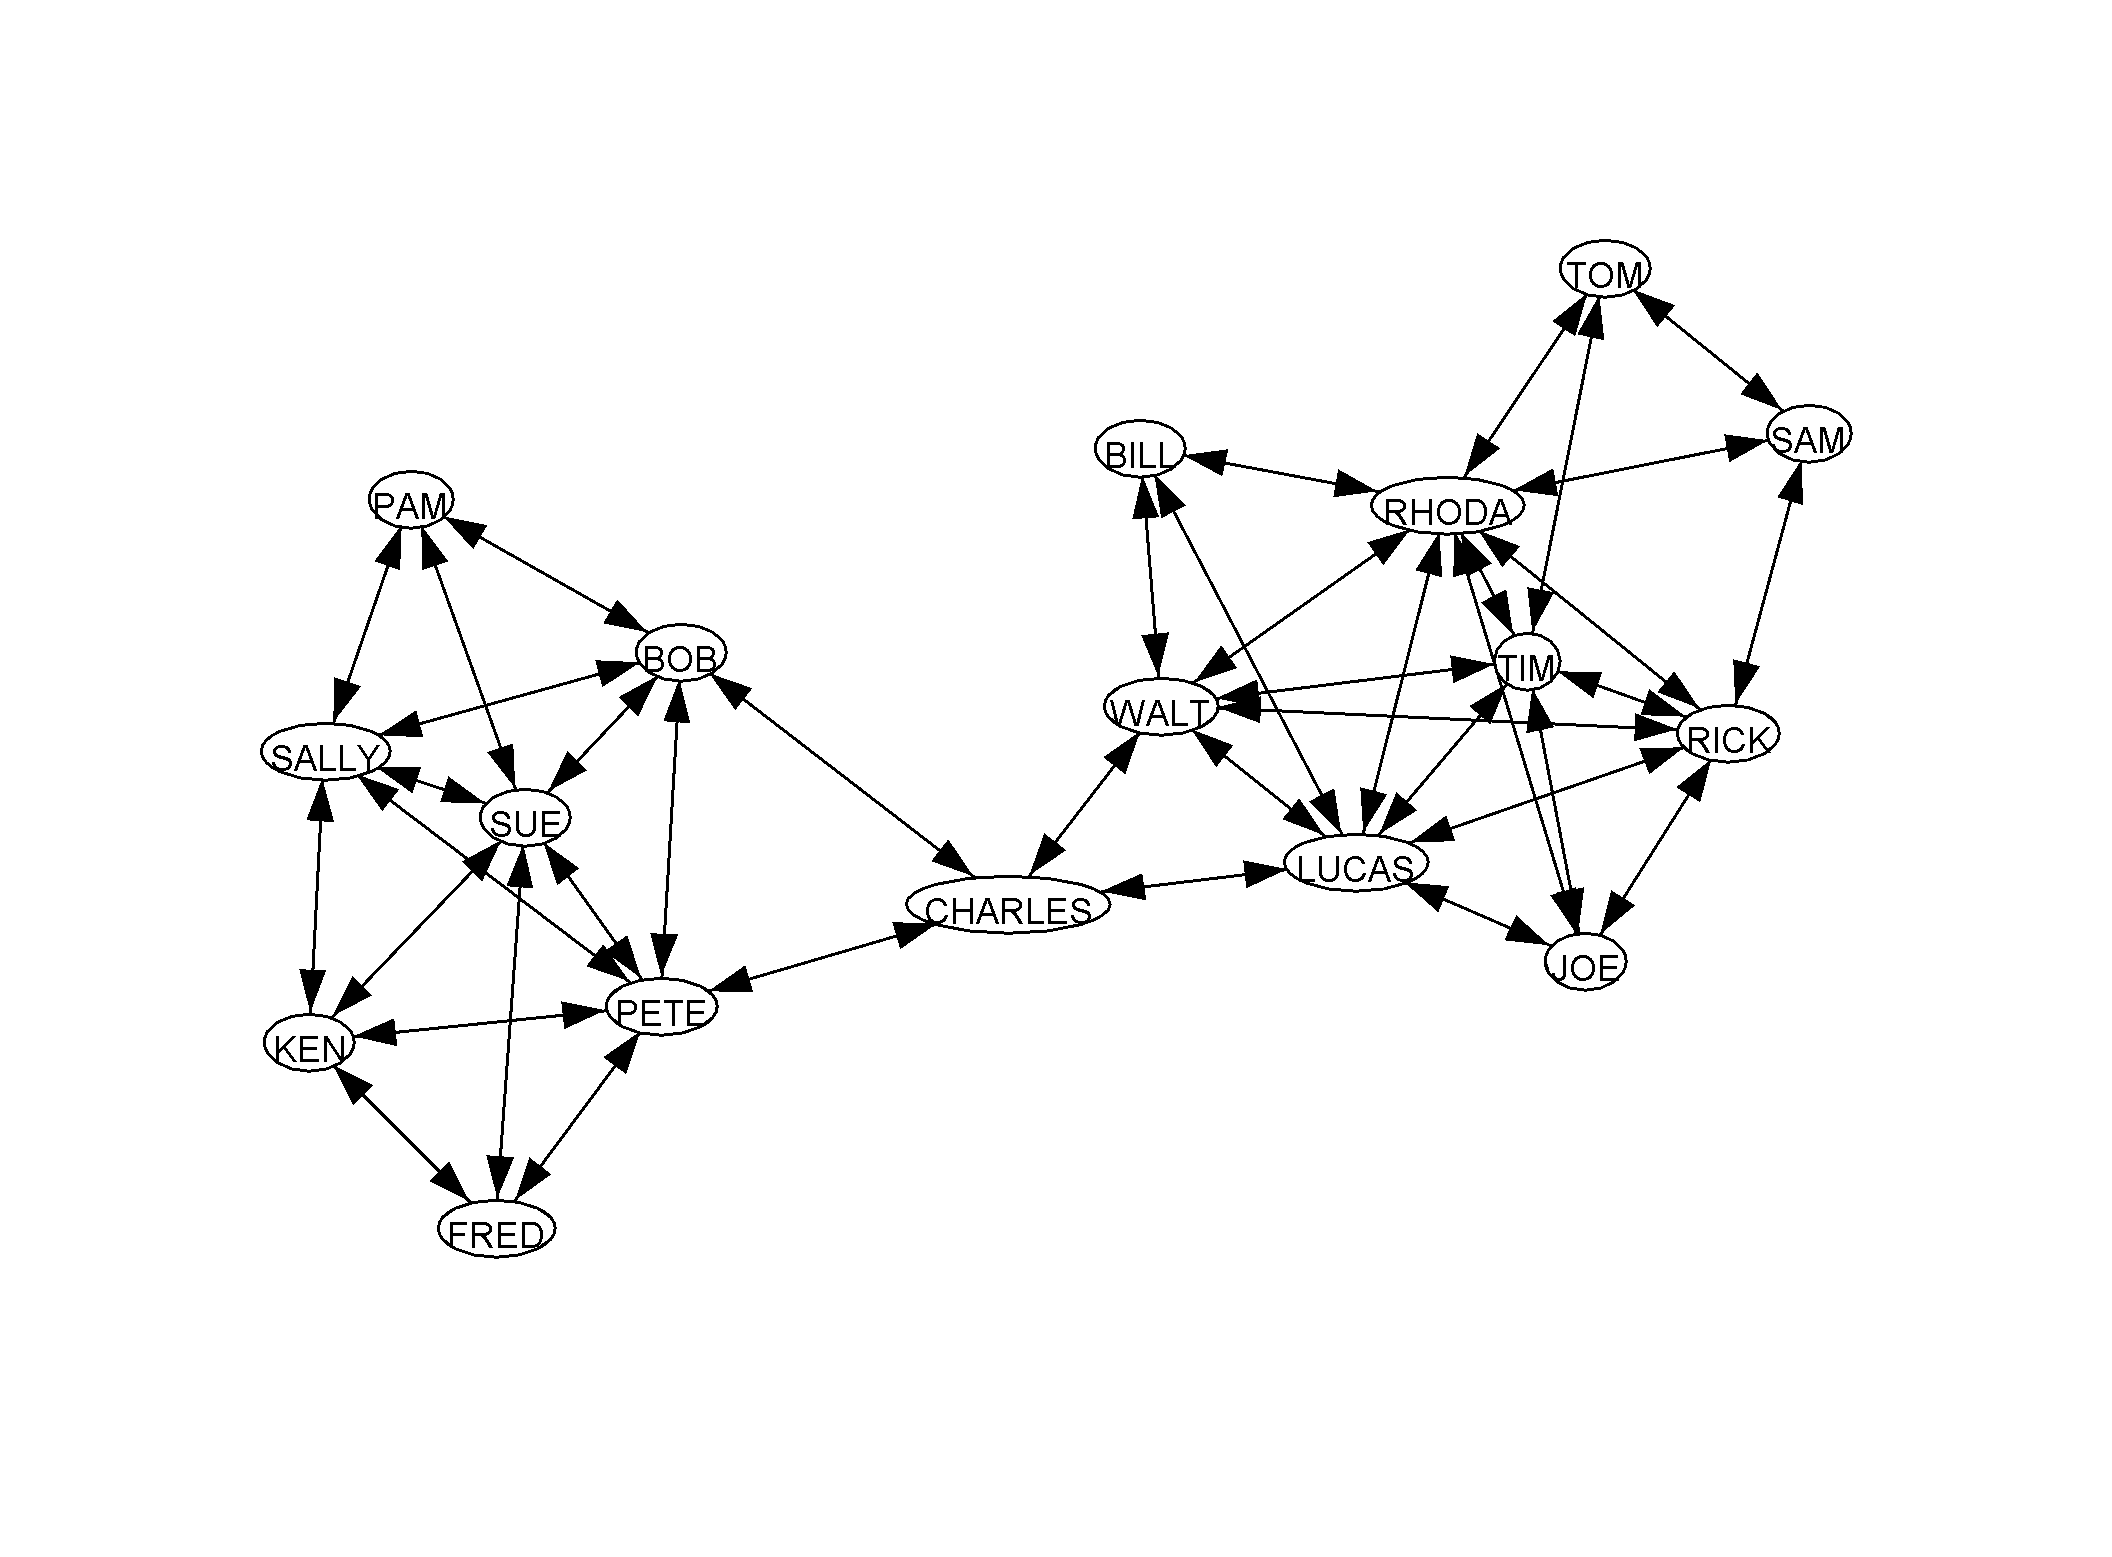 TOM
SAM
BILL
RHODA
PAM
BOB
TIM
WALT
RICK
SALLY
SUE
LUCAS
CHARLES
JOE
PETE
KEN
FRED